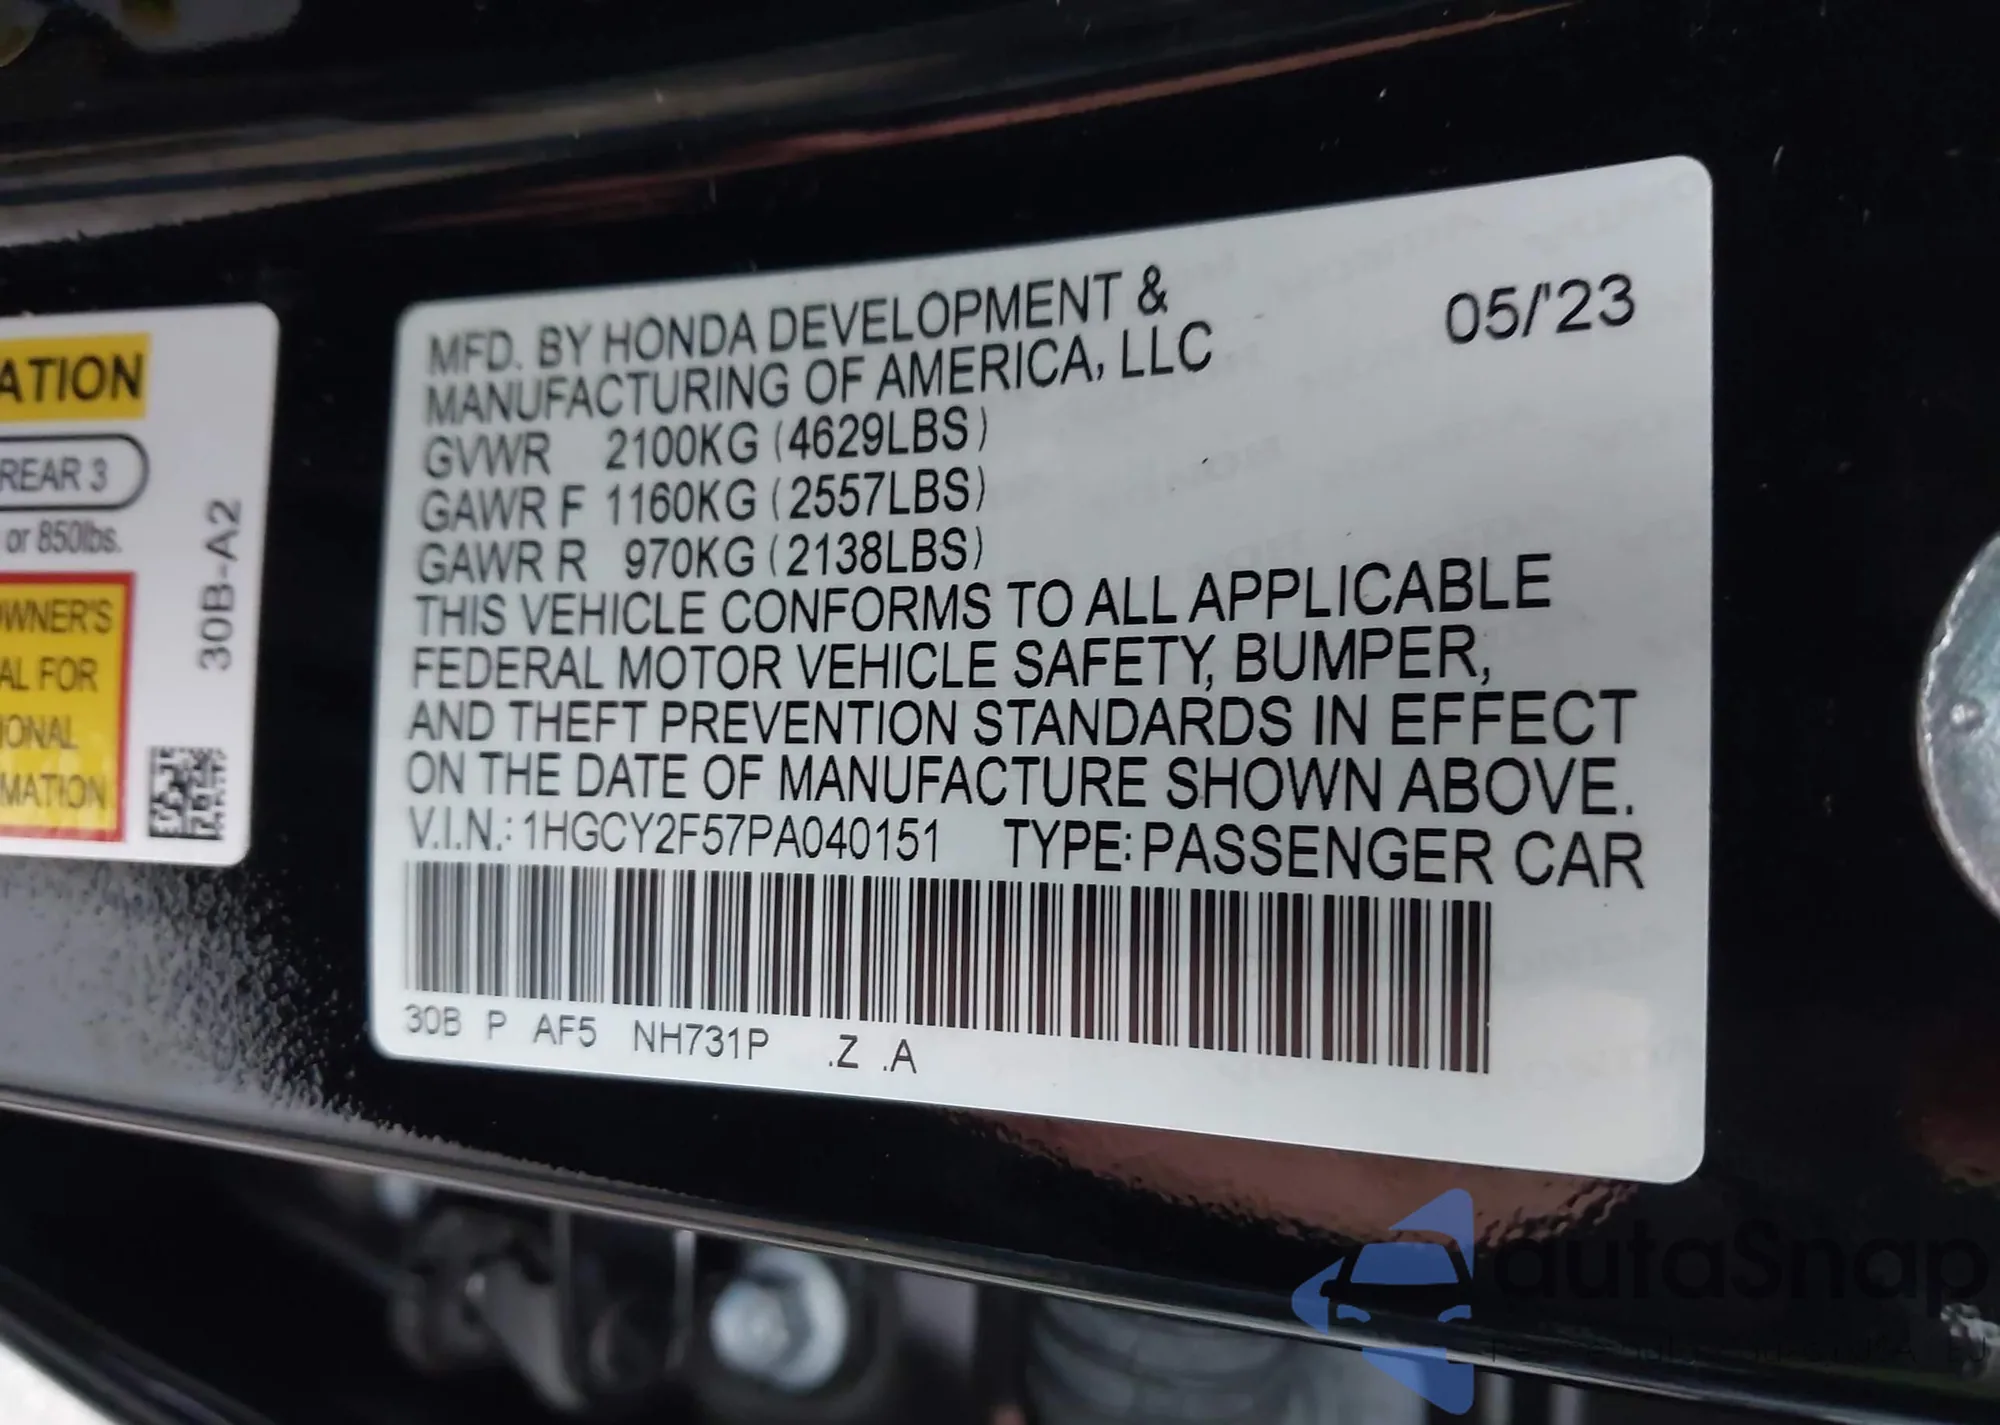 ATION
REAR 3
or 850lbs.
OWNER'S
AL FOR
IONAL
MATION
30B-A2
MFD. BY HONDA DEVELOPMENT &
MANUFACTURING OF AMERICA, LLC
05/'23
GVWR 2100KG (4629LBS)
GAWR F 1160KG (2557LBS)
GAWR R 970KG (2138LBS)
THIS VEHICLE CONFORMS TO ALL APPLICABLE
FEDERAL MOTOR VEHICLE SAFETY, BUMPER,
AND THEFT PREVENTION STANDARDS IN EFFECT
ON THE DATE OF MANUFACTURE SHOWN ABOVE.
V.I.N.: 1HGCY2F57PA040151 TYPE: PASSENGER CAR
30B P AF5 NH731P .Z .A
autaSnap